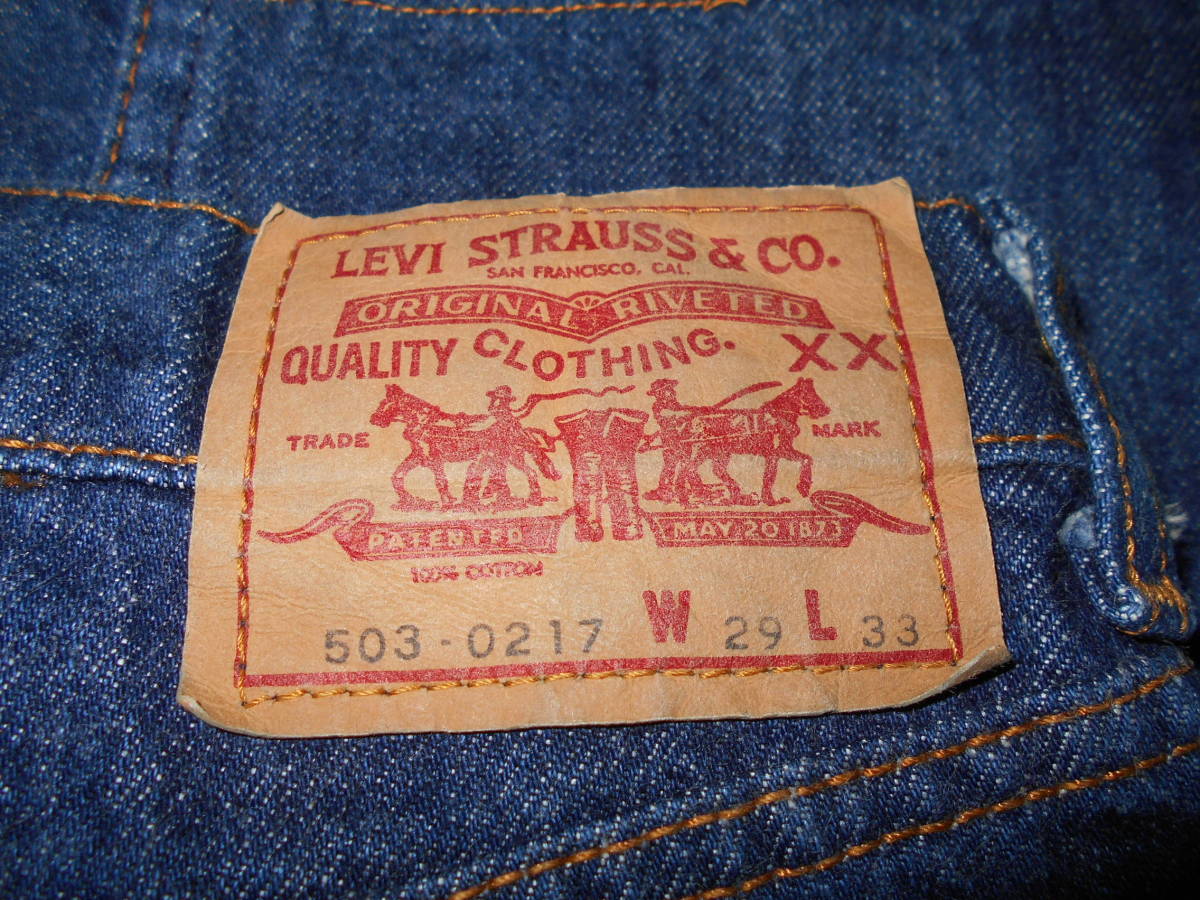 LEVI STRAUSS & CO.
SAN FRANCISCO, CAL.
ORIGINAL RIVETED
QUALITY CLOTHING. XX
TRADE MARK
PATENTED MAY 20 1873
100% COTTON
503-0217 W 29 L 33